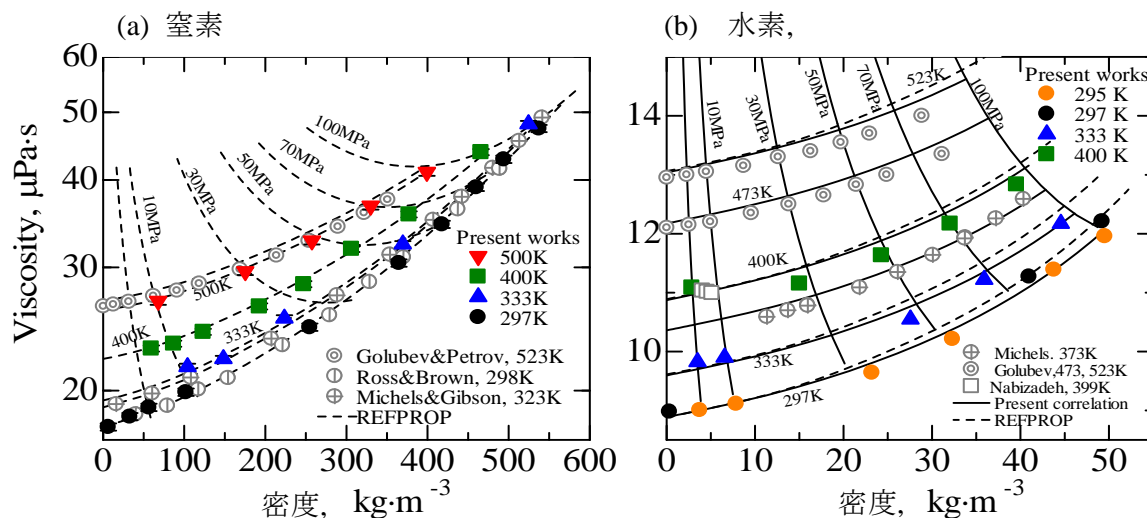 (a) 窒素
60
50
40
30
20
0 100 200 300 400 500 600
Viscosity, μPa·s
密度, kg·m⁻³
10MPa
30MPa
50MPa
70MPa
100MPa
500K
400K
333K
Present works
500K
400K
333K
297K
Golubev&Petrov, 523K
Ross&Brown, 298K
Michels&Gibson, 323K
REFPROP
(b) 水素,
14
12
10
0 10 20 30 40 50
密度, kg·m⁻³
10MPa
30MPa
50MPa
70MPa
100MPa
523K
473K
400K
333K
297K
Present works
295 K
297 K
333 K
400 K
Michels. 373K
Golubev,473, 523K
Nabizadeh, 399K
Present correlation
REFPROP